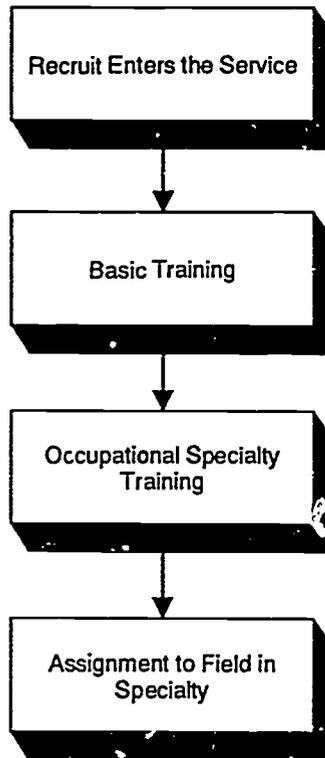 Recruit Enters the Service
Basic Training
Occupational Specialty
Training
Assignment to Field in
Specialty